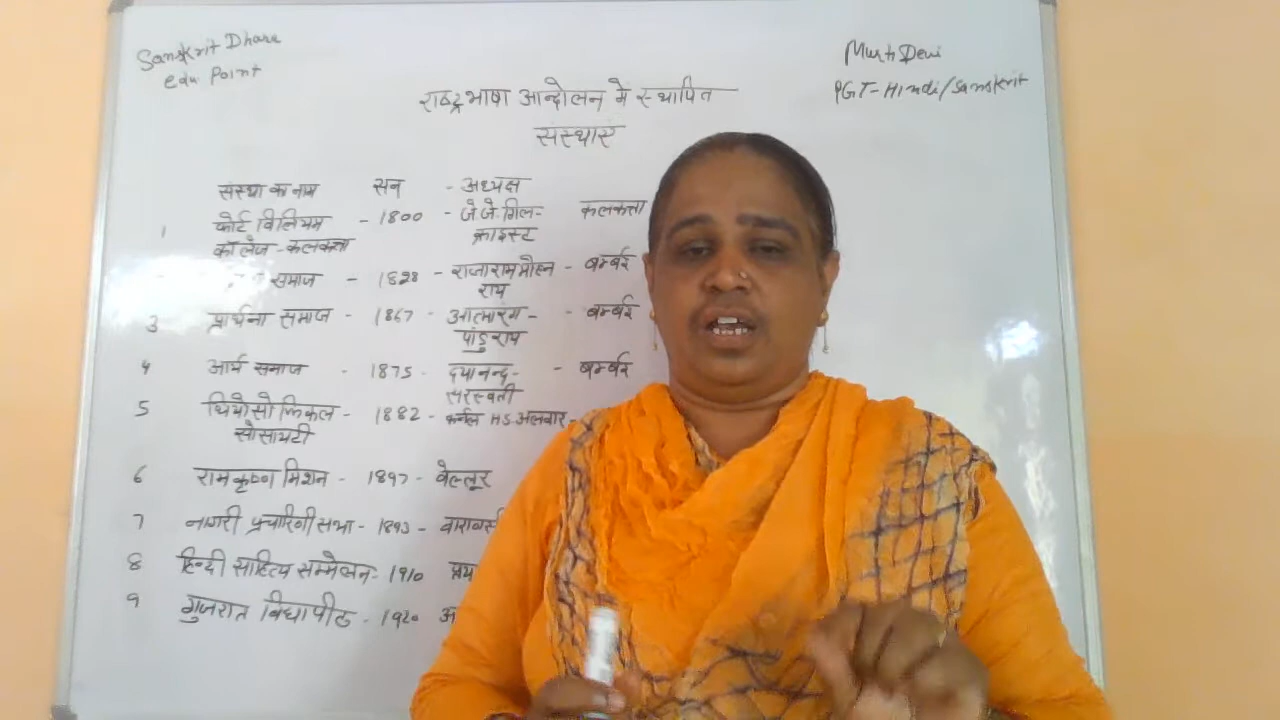 Sanskrit Dhara
edu Point
Murti Devi
PGT-Hindi/Sanskrit
राष्ट्रभाषा आन्दोलन मे स्थापित
संस्थाएं
संस्था का नाम सन - अध्यक्ष
1 फोर्ट विलियम - 1800 - जे.जे.गिल- कलकत्ता
कॉलेज - कलकत्ता क्राइस्ट
समाज - 1828 - राजाराममोहन - बम्बई
राय
3 प्रार्थना समाज - 1867 - आत्मारंग - - बम्बई
पांडुराय
4 आर्य समाज - 1875 - दयानन्द- - बम्बई
सरस्वती
5 थियोसोफिकल - 1882 - कर्नल H.S.अलवार -
सोसायटी
6 रामकृष्ण मिशन - 1897 - वेल्लूर
7 नागरी प्रचारिणी सभा - 1893 -
8 हिन्दी साहित्य सम्मेलन - 1910
9 गुजरात विद्यापीठ - 1920